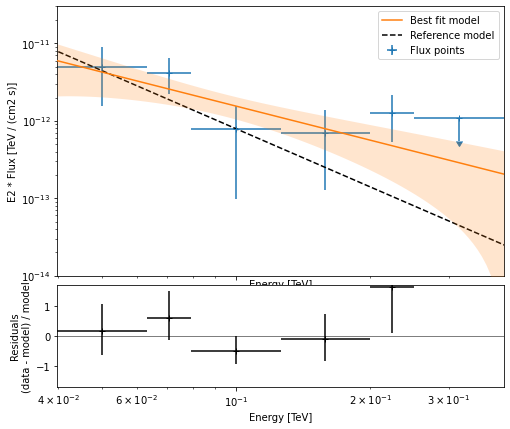 Best fit model
Reference model
Flux points
10⁻¹¹
10⁻¹²
10⁻¹³
10⁻¹⁴
E2 * Flux [TeV / (cm2 s)]
Energy [TeV]
1
0
−1
Residuals
(data - model) / model
4 × 10⁻²
6 × 10⁻²
10⁻¹
2 × 10⁻¹
3 × 10⁻¹
Energy [TeV]